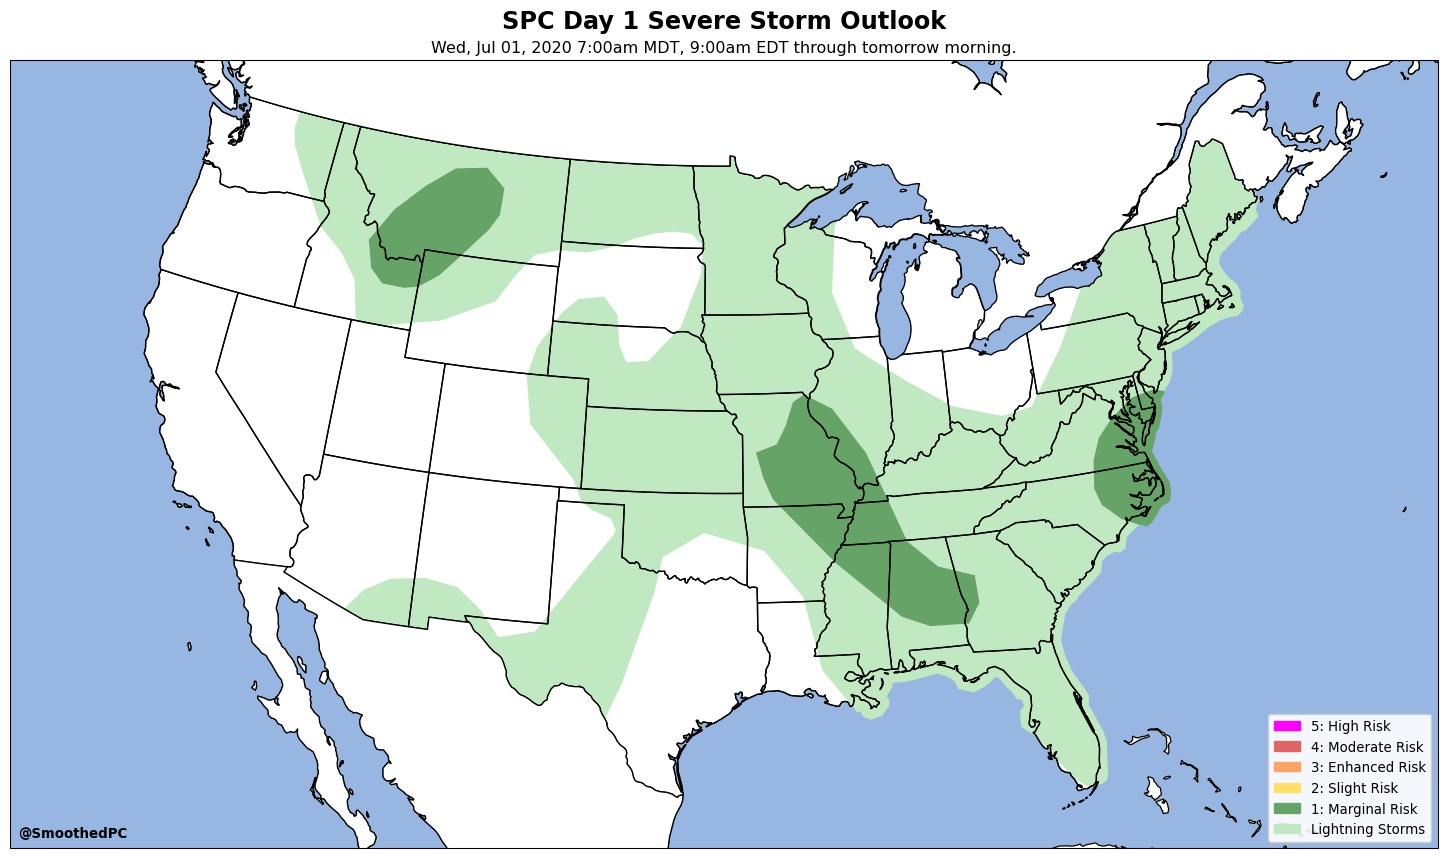 SPC Day 1 Severe Storm Outlook
Wed, Jul 01, 2020 7:00am MDT, 9:00am EDT through tomorrow morning.
5: High Risk
4: Moderate Risk
3: Enhanced Risk
2: Slight Risk
1: Marginal Risk
Lightning Storms
@SmoothedPC